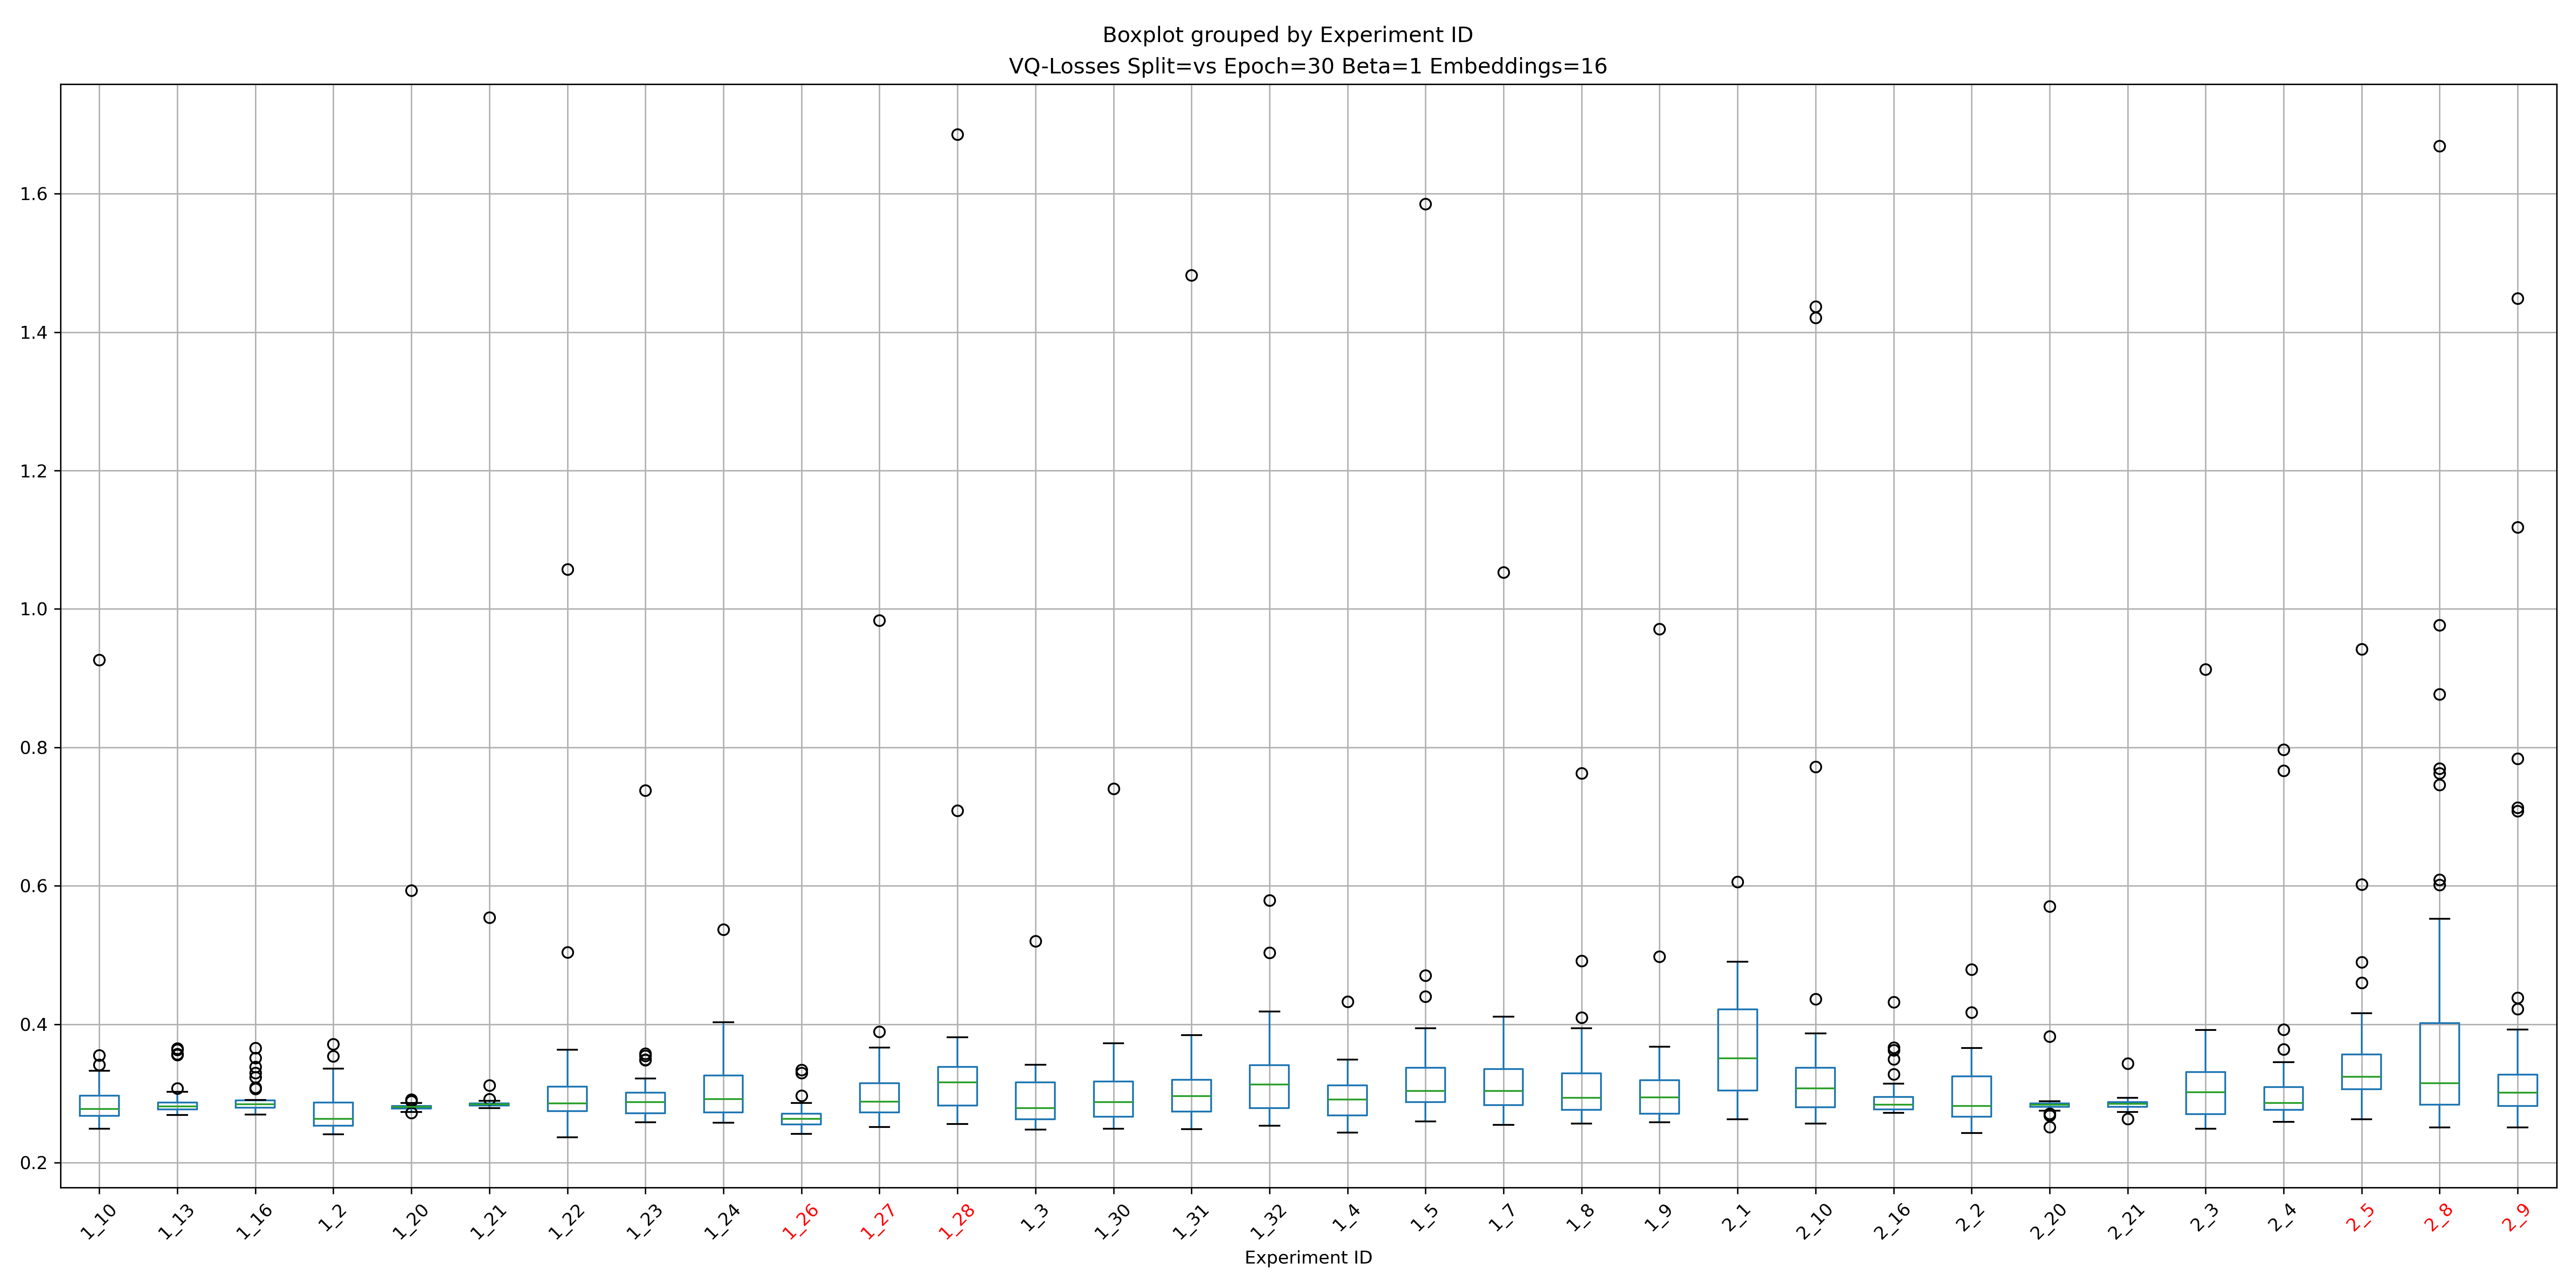 Boxplot grouped by Experiment ID
VQ-Losses Split=vs Epoch=30 Beta=1 Embeddings=16
1.6
1.4
1.2
1.0
0.8
0.6
0.4
0.2
1_10 1_13 1_16 1_2 1_20 1_21 1_22 1_23 1_24 1_26 1_27 1_28 1_3 1_30 1_31 1_32 1_4 1_5 1_7 1_8 1_9 2_1 2_10 2_16 2_2 2_20 2_21 2_3 2_4 2_5 2_8 2_9
Experiment ID